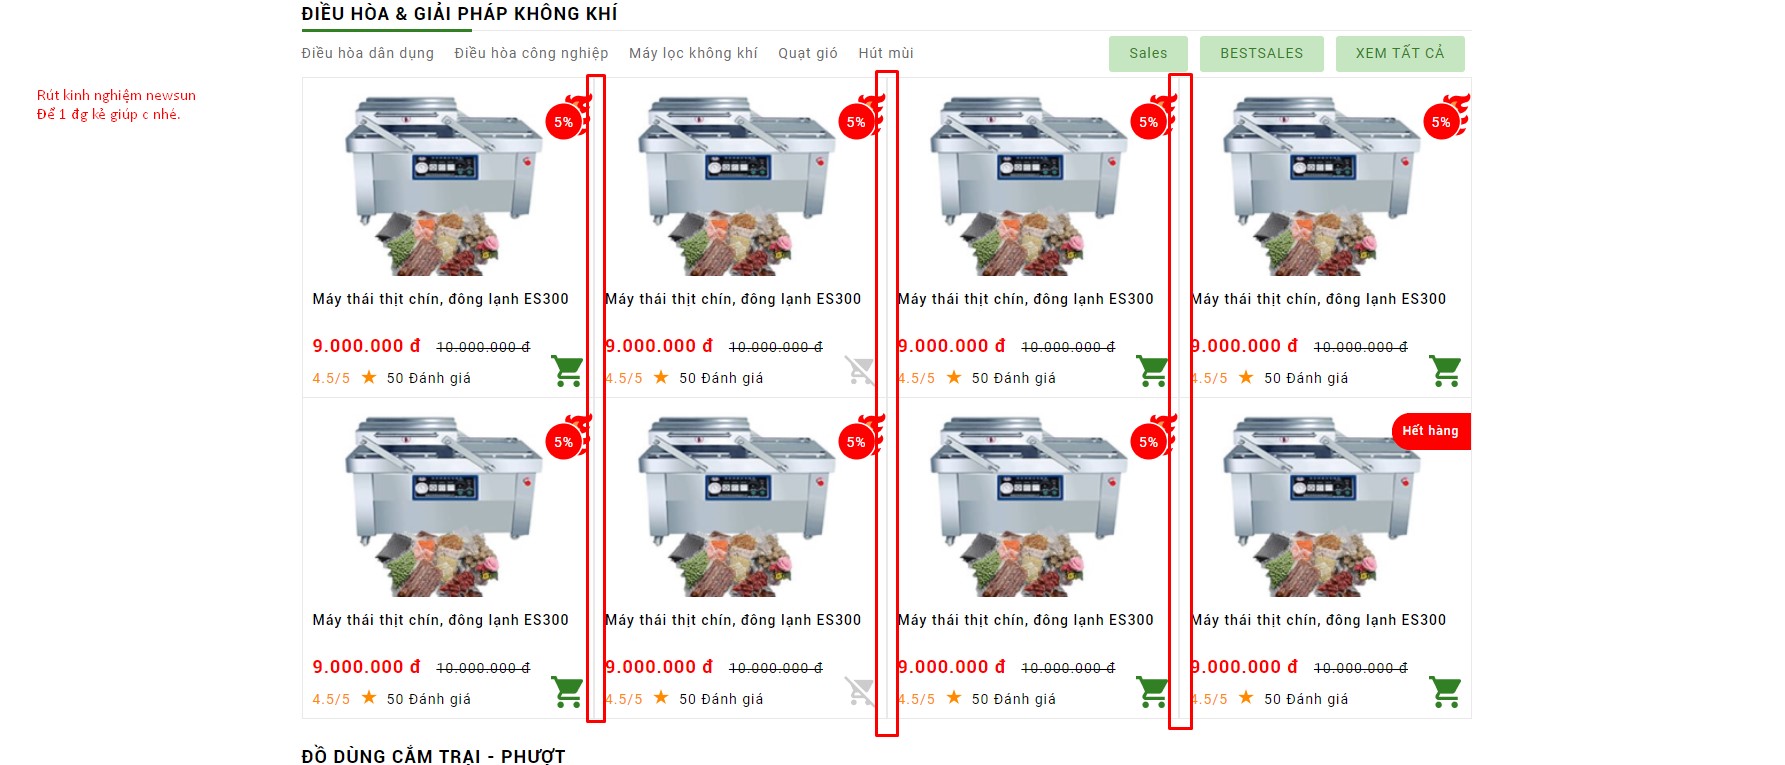 ĐIỀU HÒA & GIẢI PHÁP KHÔNG KHÍ
Điều hòa dân dụng Điều hòa công nghiệp Máy lọc không khí Quạt gió Hút mùi Sales BESTSALES XEM TẤT CẢ
Rút kinh nghiệm newsun
Để 1 đg kẻ giúp c nhé.
5% 5% 5% 5%
Máy thái thịt chín, đông lạnh ES300 Máy thái thịt chín, đông lạnh ES300 Máy thái thịt chín, đông lạnh ES300 Máy thái thịt chín, đông lạnh ES300
9.000.000 đ 10.000.000 đ 9.000.000 đ 10.000.000 đ 9.000.000 đ 10.000.000 đ 9.000.000 đ 10.000.000 đ
4.5/5 50 Đánh giá 4.5/5 50 Đánh giá 4.5/5 50 Đánh giá 4.5/5 50 Đánh giá
5% 5% 5% Hết hàng
Máy thái thịt chín, đông lạnh ES300 Máy thái thịt chín, đông lạnh ES300 Máy thái thịt chín, đông lạnh ES300 Máy thái thịt chín, đông lạnh ES300
9.000.000 đ 10.000.000 đ 9.000.000 đ 10.000.000 đ 9.000.000 đ 10.000.000 đ 9.000.000 đ 10.000.000 đ
4.5/5 50 Đánh giá 4.5/5 50 Đánh giá 4.5/5 50 Đánh giá 4.5/5 50 Đánh giá
ĐỒ DÙNG CẮM TRẠI - PHƯỢT